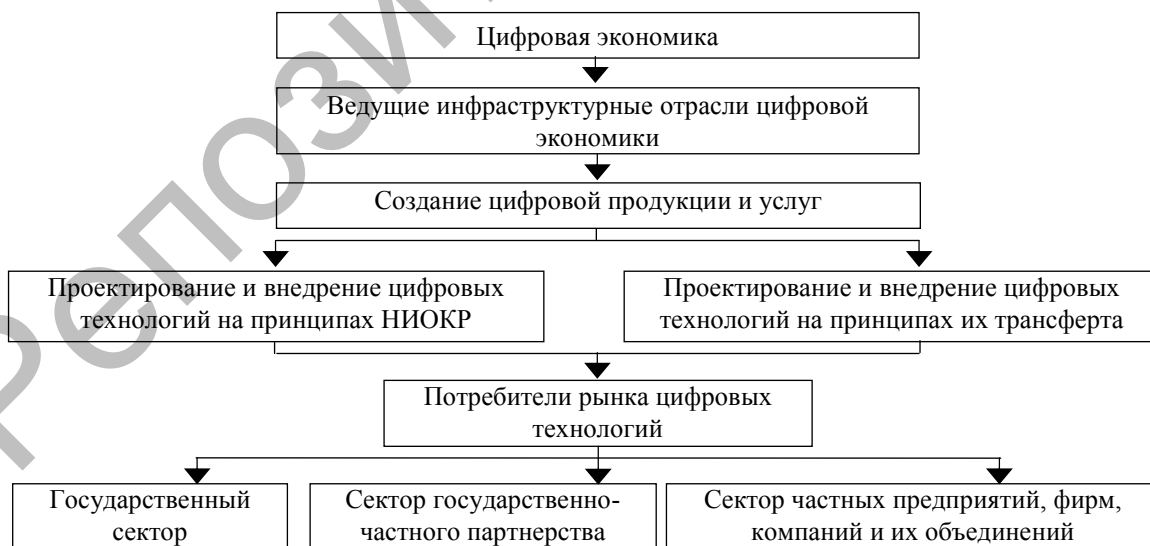 Цифровая экономика
Ведущие инфраструктурные отрасли цифровой
экономики
Создание цифровой продукции и услуг
Проектирование и внедрение цифровых
технологий на принципах НИОКР
Проектирование и внедрение цифровых
технологий на принципах их трансферта
Потребители рынка цифровых
технологий
Государственный
сектор
Сектор государственно-
частного партнерства
Сектор частных предприятий, фирм,
компаний и их объединений